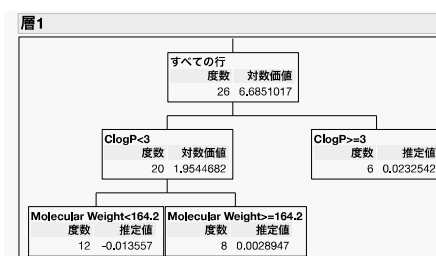 層1
すべての行
度数 対数価値
26 6.6851017
ClogP<3
度数 対数価値
20 1.9544682
ClogP>=3
度数 推定値
6 0.0232542
Molecular Weight<164.2
度数 推定値
12 -0.013557
Molecular Weight>=164.2
度数 推定値
8 0.0028947